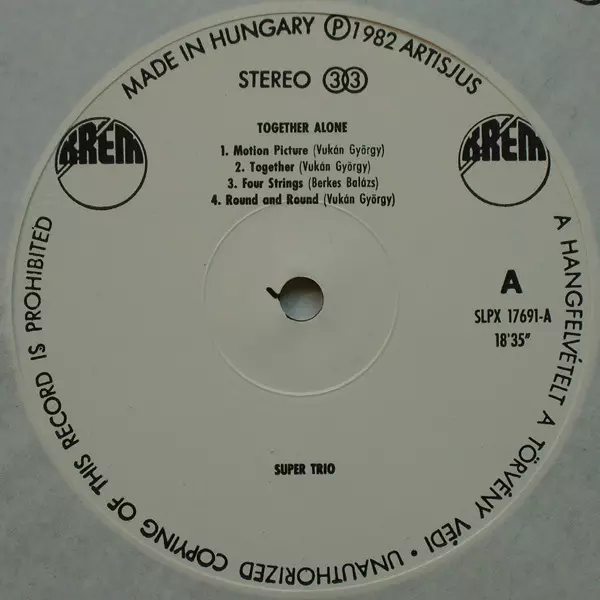 MADE IN HUNGARY Ⓟ 1982 ARTISJUS
STEREO 33
KRÉM
KRÉM
TOGETHER ALONE
1. Motion Picture (Vukán György)
2. Together (Vukán György)
3. Four Strings (Berkes Balázs)
4. Round and Round (Vukán György)
A
SLPX 17691-A
18'35"
SUPER TRIO
A HANGFELVÉTELT A TÖRVÉNY VÉDI • UNAUTHORIZED COPYING OF THIS RECORD IS PROHIBITED